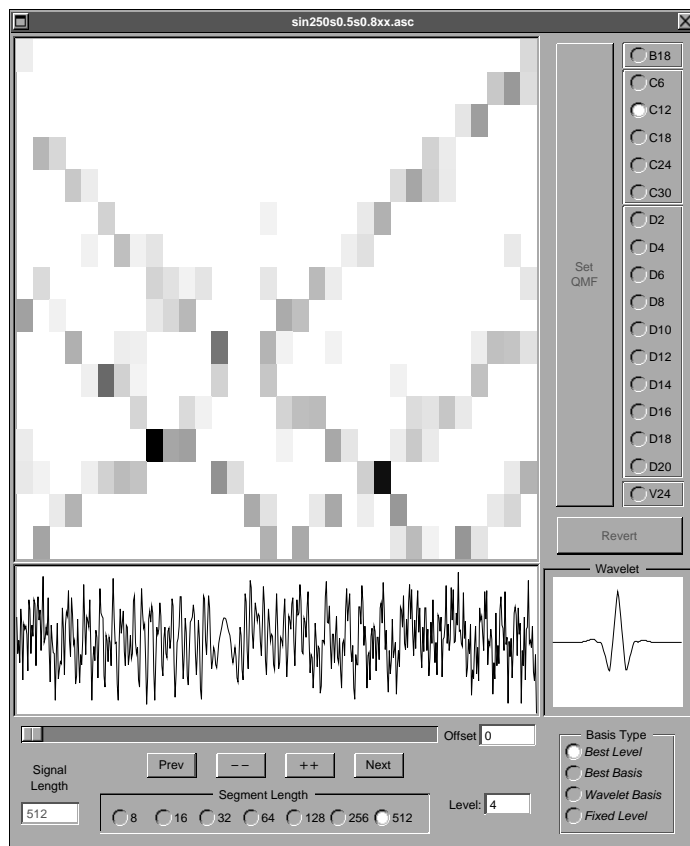 sin250s0.5s0.8xx.asc
B18
C6
C12
C18
C24
C30
D2
D4
D6
D8
D10
D12
D14
D16
D18
D20
V24
Set
QMF
Revert
Wavelet
Offset 0
Prev
– –
+ +
Next
Signal
Length
512
Segment Length
8 16 32 64 128 256 512
Level: 4
Basis Type
Best Level
Best Basis
Wavelet Basis
Fixed Level